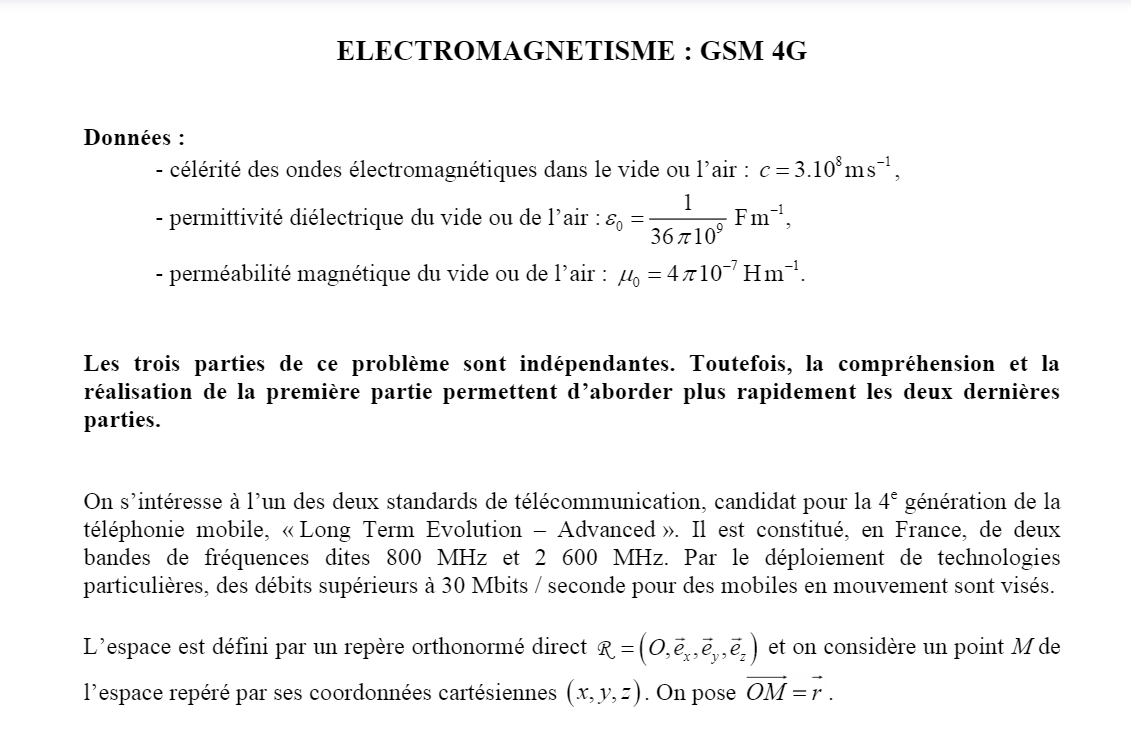 ELECTROMAGNETISME : GSM 4G
Données :
- célérité des ondes électromagnétiques dans le vide ou l'air : c = 3.10⁸ m s⁻¹,
- permittivité diélectrique du vide ou de l'air : ε₀ = 1 / (36 π 10⁹) F m⁻¹,
- perméabilité magnétique du vide ou de l'air : μ₀ = 4 π 10⁻⁷ H m⁻¹.
Les trois parties de ce problème sont indépendantes. Toutefois, la compréhension et la
réalisation de la première partie permettent d'aborder plus rapidement les deux dernières
parties.
On s'intéresse à l'un des deux standards de télécommunication, candidat pour la 4ᵉ génération de la
téléphonie mobile, « Long Term Evolution – Advanced ». Il est constitué, en France, de deux
bandes de fréquences dites 800 MHz et 2 600 MHz. Par le déploiement de technologies
particulières, des débits supérieurs à 30 Mbits / seconde pour des mobiles en mouvement sont visés.
L'espace est défini par un repère orthonormé direct ℛ = (O, e⃗ₓ, e⃗ᵧ, e⃗_z) et on considère un point M de
l'espace repéré par ses coordonnées cartésiennes (x, y, z). On pose OM⃗ = r⃗ .